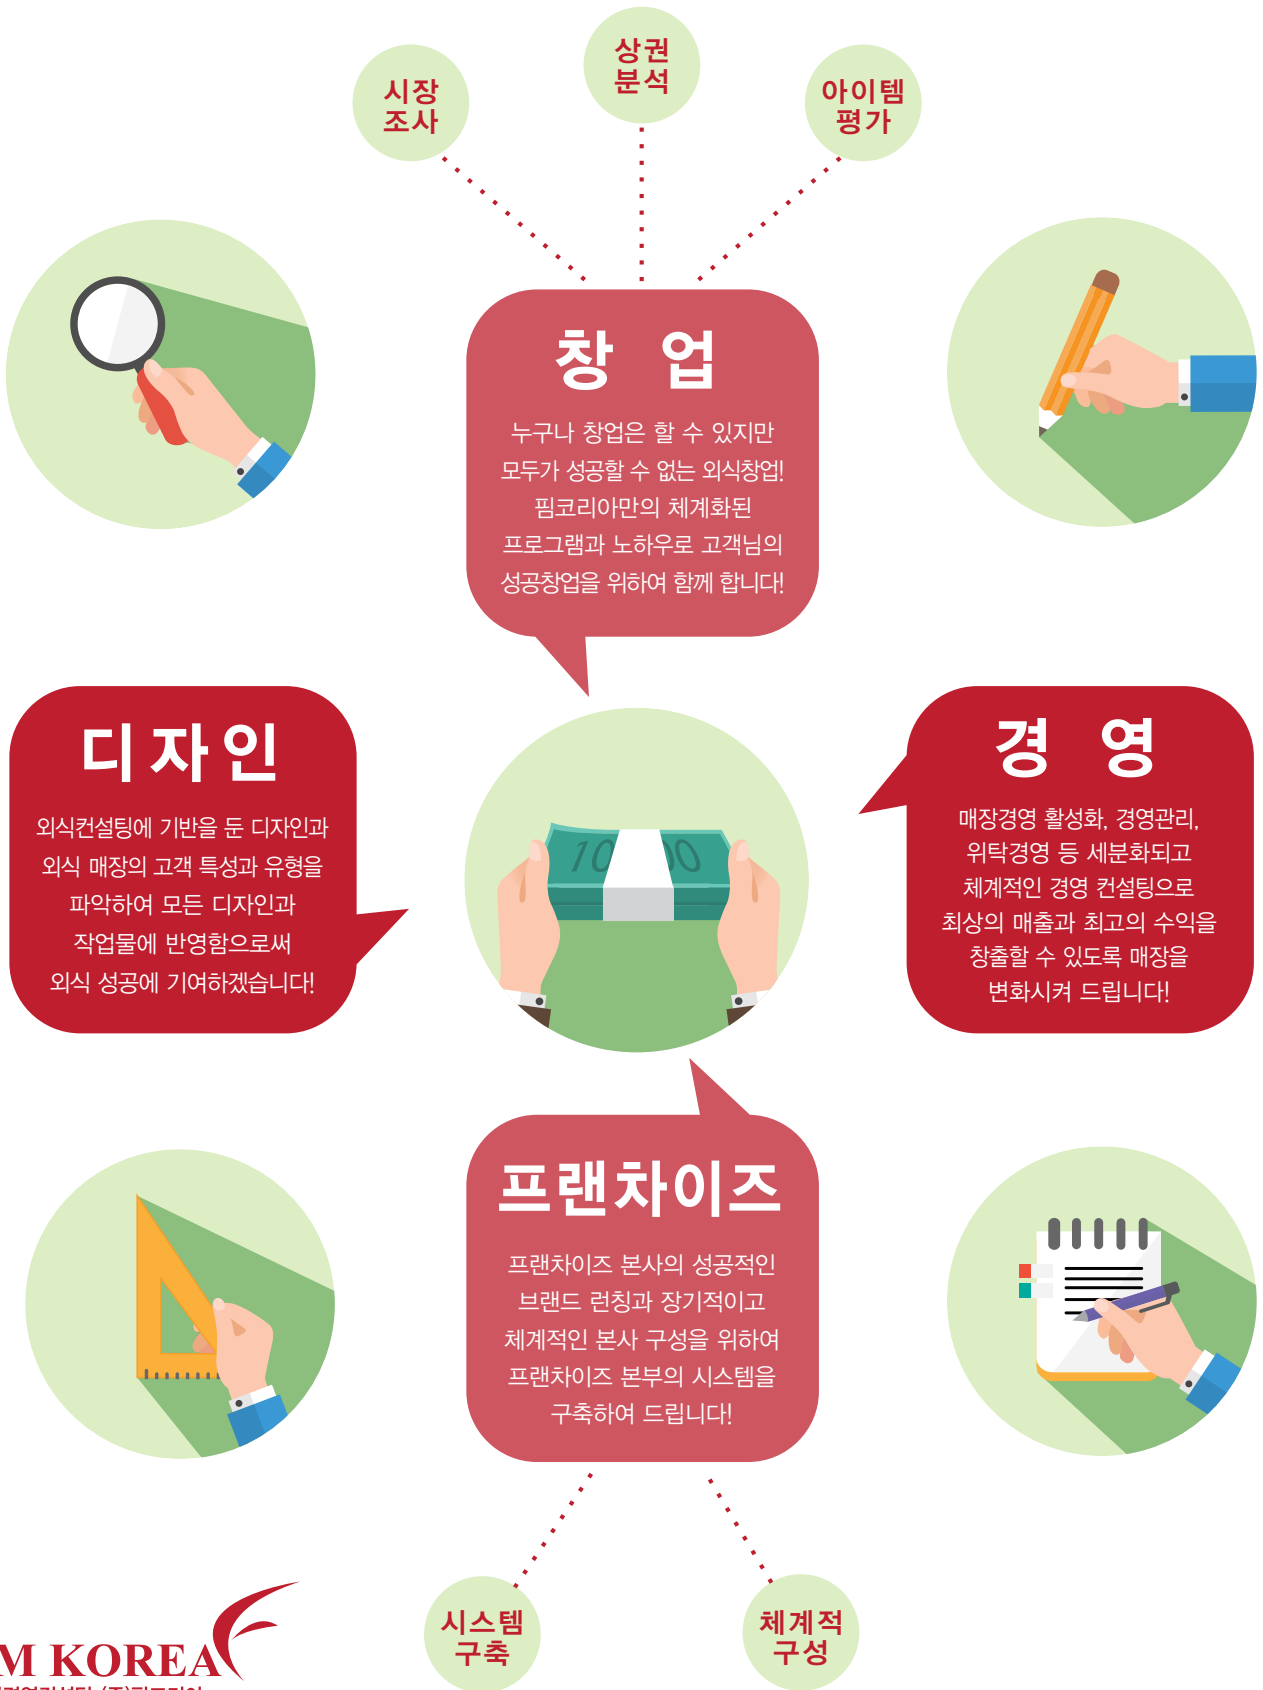 시장
조사
상권
분석
아이템
평가
창 업
누구나 창업은 할 수 있지만
모두가 성공할 수 없는 외식창업!
핌코리아만의 체계화된
프로그램과 노하우로 고객님의
성공창업을 위하여 함께 합니다!
디자인
외식컨설팅에 기반을 둔 디자인과
외식 매장의 고객 특성과 유형을
파악하여 모든 디자인과
작업물에 반영함으로써
외식 성공에 기여하겠습니다!
경 영
매장경영 활성화, 경영관리,
위탁경영 등 세분화되고
체계적인 경영 컨설팅으로
최상의 매출과 최고의 수익을
창출할 수 있도록 매장을
변화시켜 드립니다!
프랜차이즈
프랜차이즈 본사의 성공적인
브랜드 런칭과 장기적이고
체계적인 본사 구성을 위하여
프랜차이즈 본부의 시스템을
구축하여 드립니다!
시스템
구축
체계적
구성
M KOREA